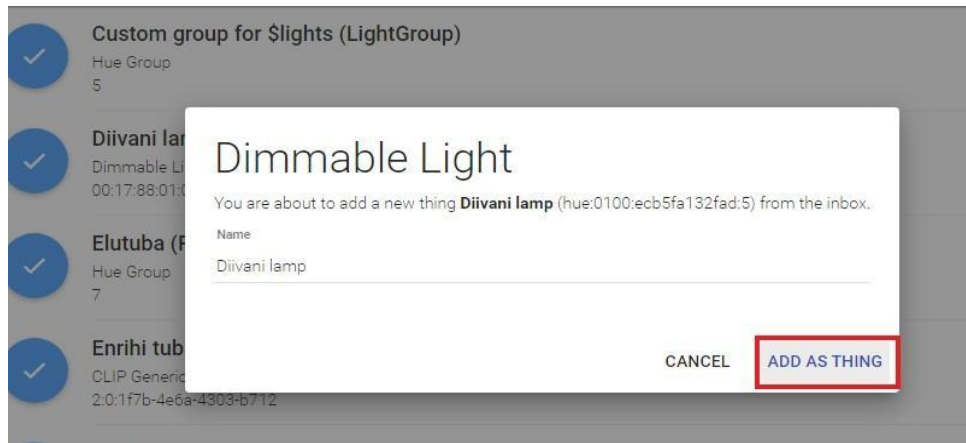 Custom group for $lights (LightGroup)
Hue Group
5
Diivani
Dimmable
00:17:88:01:
Dimmable Light
You are about to add a new thing Diivani lamp (hue:0100:ecb5fa132fad:5) from the inbox.
Name
Diivani lamp
Elutuba
Hue Group
7
Enrihi tub
CLIP Generic
2:0:1f7b-4e6a-4303-b712
CANCEL ADD AS THING